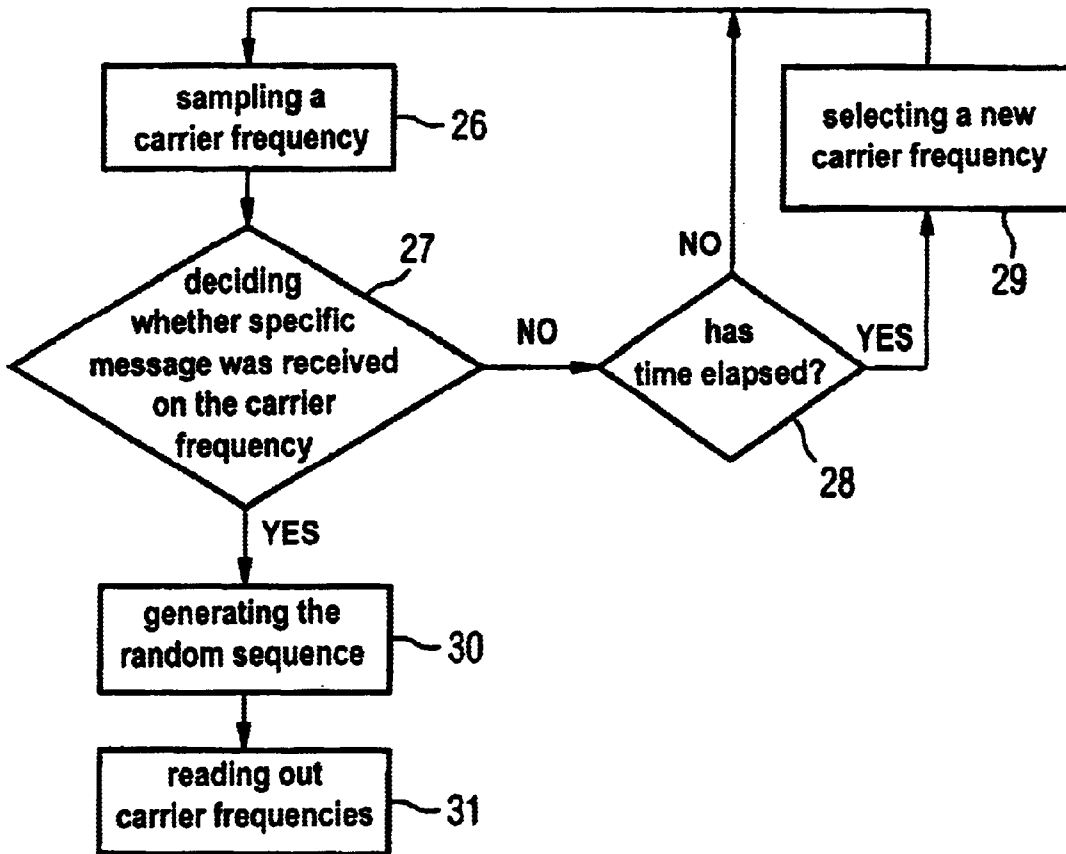 sampling a
carrier frequency
26
selecting a new
carrier frequency
29
deciding
whether specific
message was received
on the carrier
frequency
27
NO
has
time elapsed?
28
NO
YES
YES
generating the
random sequence
30
reading out
carrier frequencies
31